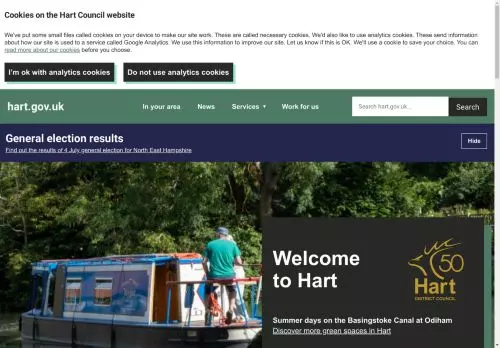 Cookies on the Hart Council website
We've put some small files called cookies on your device to make our site work. These are called necessary cookies. We'd also like to use analytics cookies. These send information
about how our site is used to a service called Google Analytics. We use this information to improve our site. Let us know if this is OK. We'll use a cookie to save your choice. You can
read more about our cookies before you choose.
I'm ok with analytics cookies
Do not use analytics cookies
hart.gov.uk
In your area
News
Services
Work for us
Search hart.gov.uk...
Search
General election results
Find out the results of 4 July general election for North East Hampshire
Hide
Welcome
to Hart
50
Hart
DISTRICT COUNCIL
Summer days on the Basingstoke Canal at Odiham
Discover more green spaces in Hart